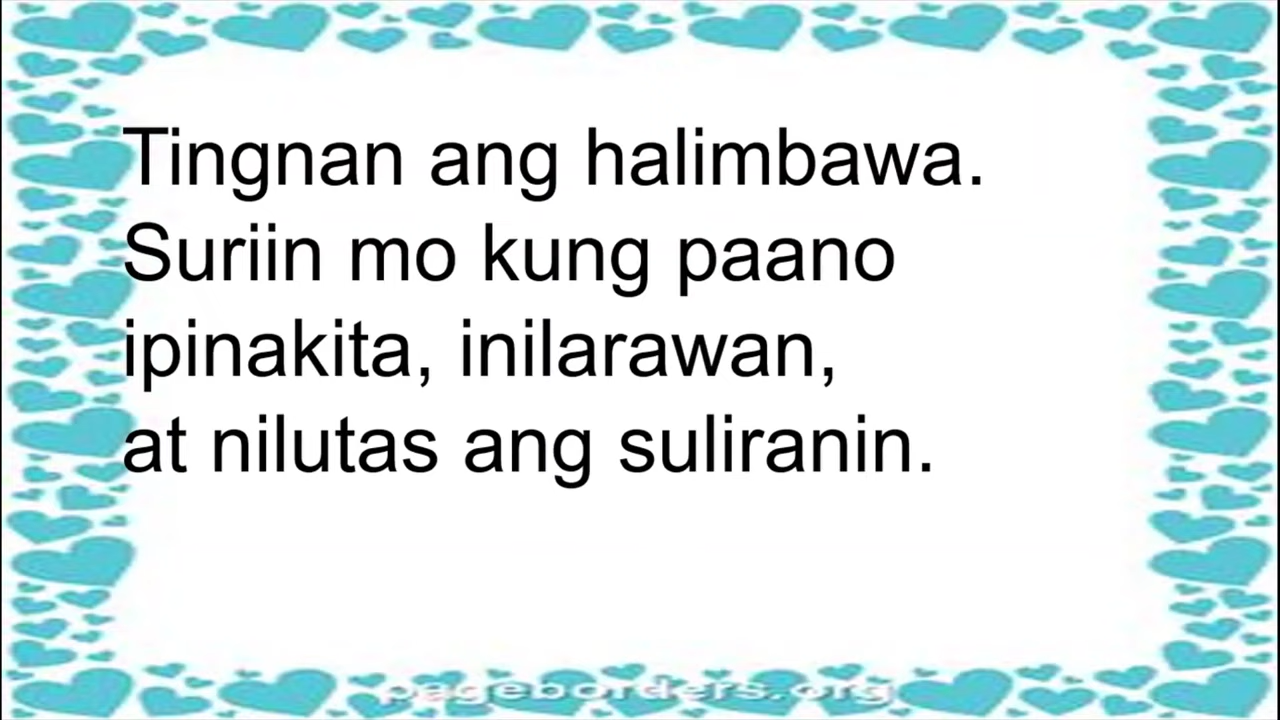 Tingnan ang halimbawa.
Suriin mo kung paano
ipinakita, inilarawan,
at nilutas ang suliranin.
pageborders.org